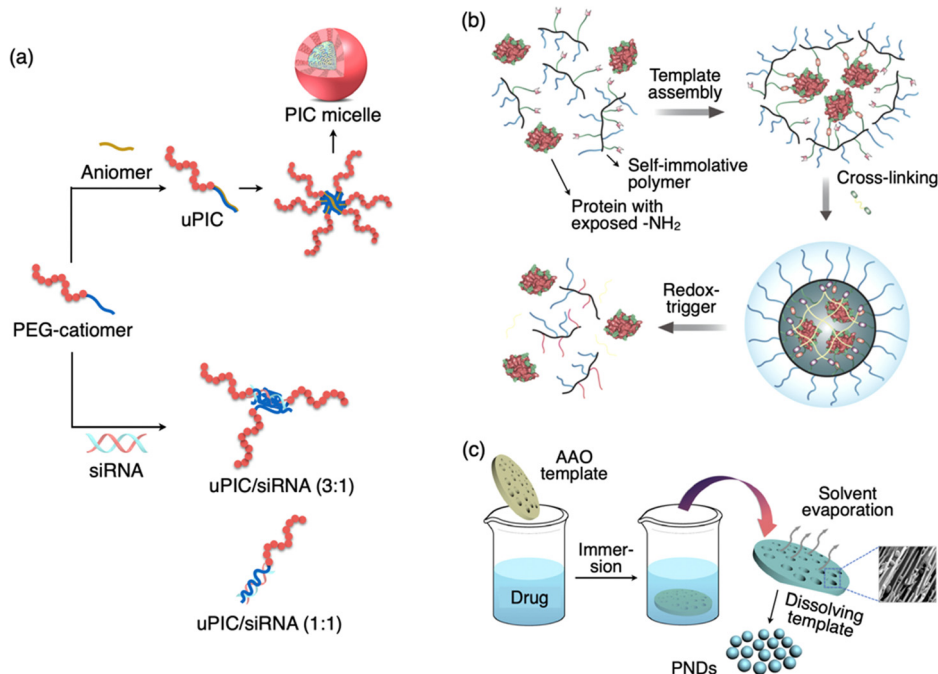 (a)
PIC micelle
Aniomer
uPIC
PEG-catiomer
siRNA
uPIC/siRNA (3:1)
uPIC/siRNA (1:1)
(b)
Template
assembly
Self-immolative
polymer
Protein with
exposed -NH₂
Cross-linking
Redox-
trigger
(c)
AAO
template
Immer-
sion
Drug
Solvent
evaporation
Dissolving
template
PNDs